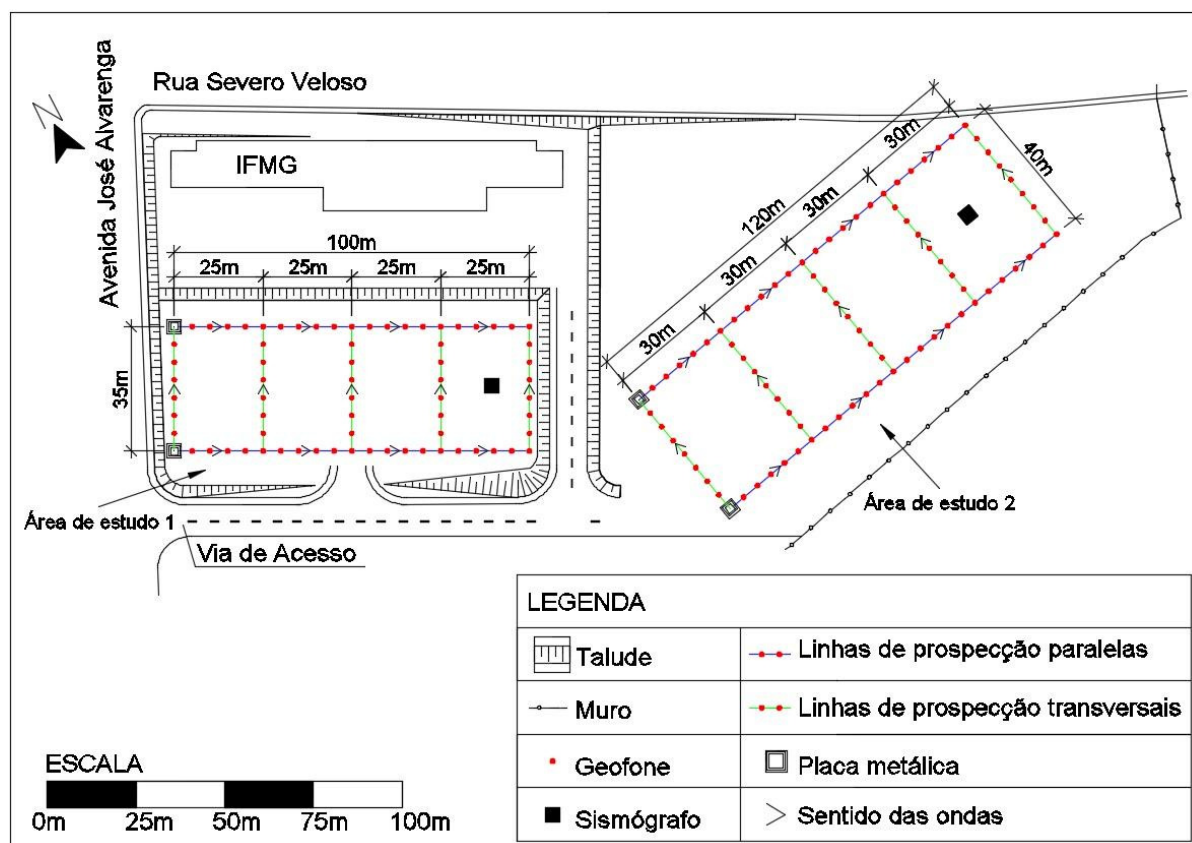 Rua Severo Veloso
N
Avenida José Alvarenga
IFMG
100m
25m
25m
25m
25m
35m
120m
30m
30m
30m
30m
40m
Área de estudo 1
Área de estudo 2
Via de Acesso
LEGENDA
Talude
Linhas de prospecção paralelas
Muro
Linhas de prospecção transversais
Geofone
Placa metálica
Sismógrafo
Sentido das ondas
ESCALA
0m 25m 50m 75m 100m